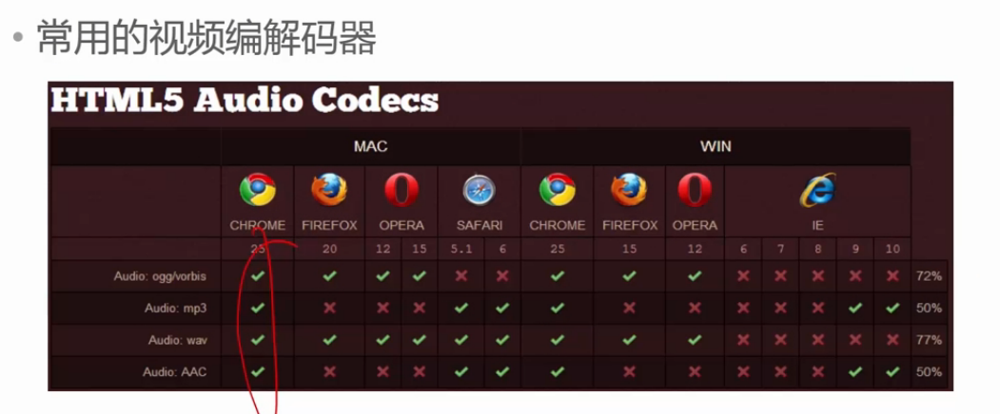 • 常用的视频编解码器
HTML5 Audio Codecs
MAC WIN
CHROME FIREFOX OPERA SAFARI CHROME FIREFOX OPERA IE
25 20 12 15 5.1 6 25 15 12 6 7 8 9 10
Audio: ogg/vorbis 72%
Audio: mp3 50%
Audio: wav 77%
Audio: AAC 50%